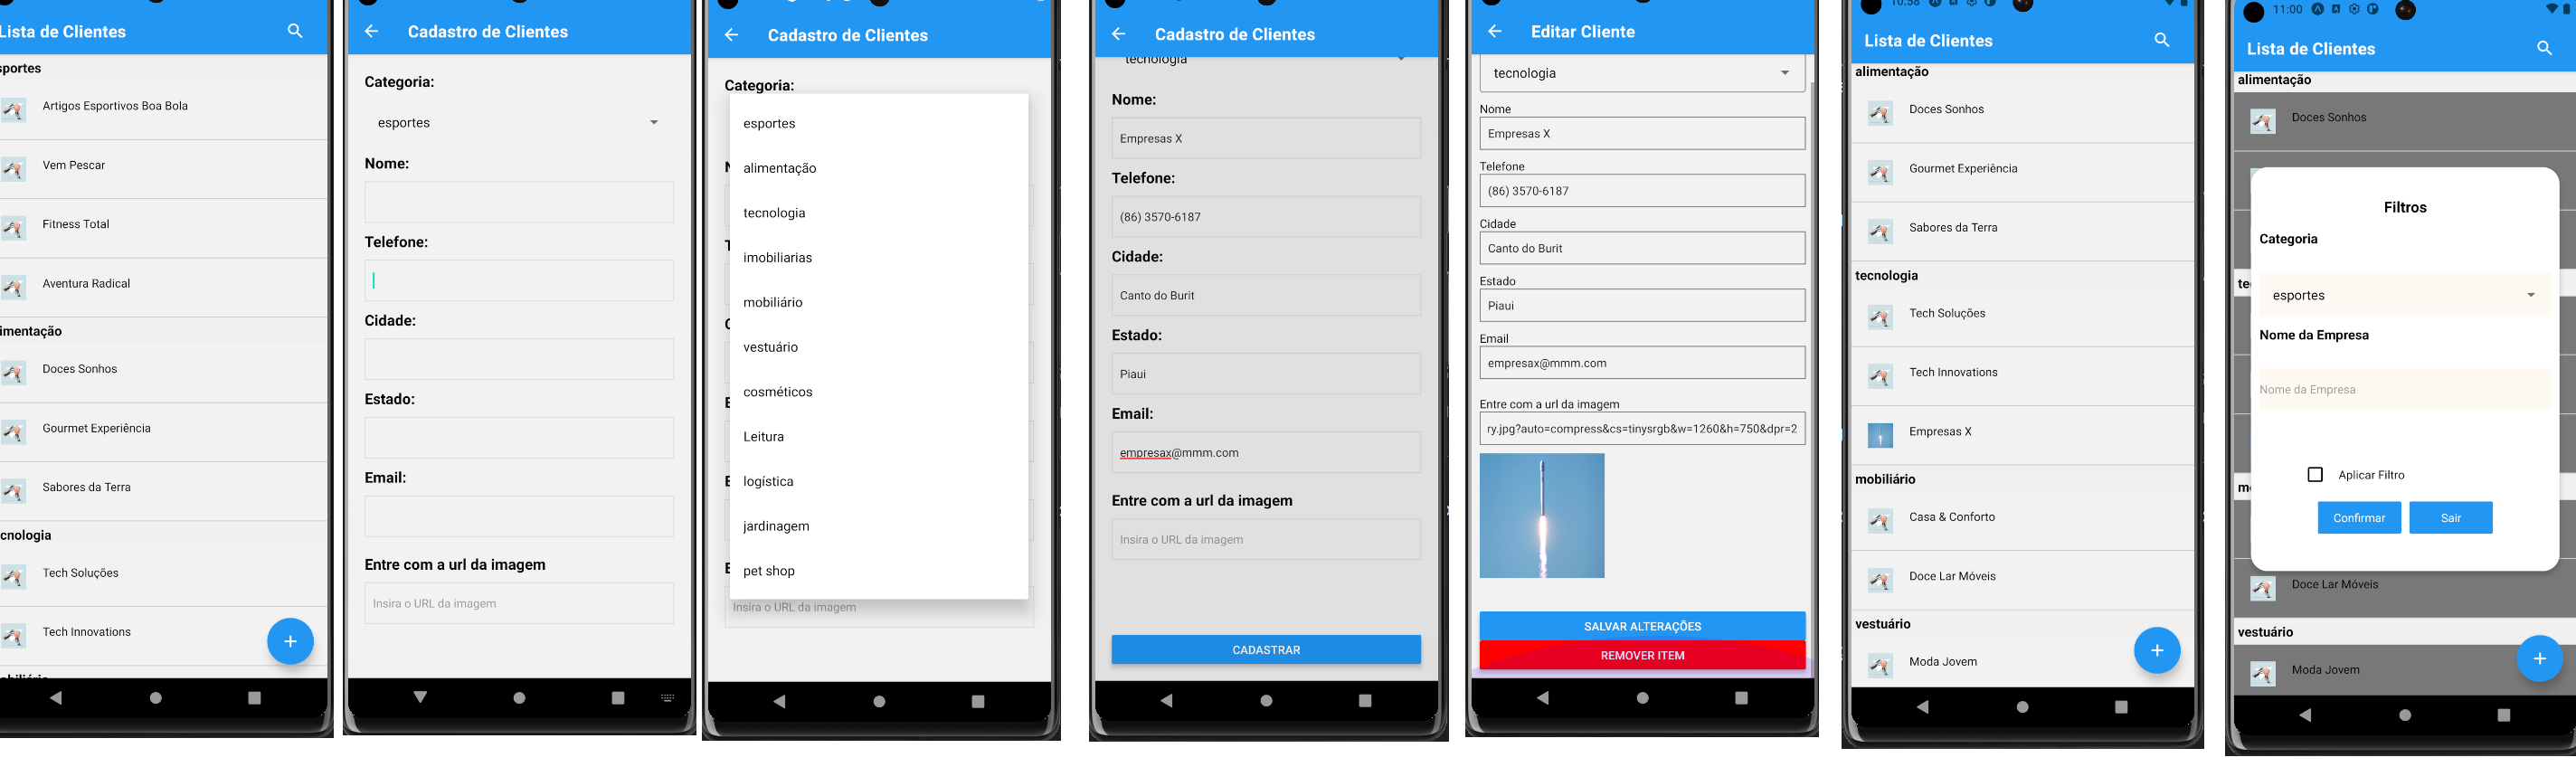 Lista de Clientes
sportes
Artigos Esportivos Boa Bola
Vem Pescar
Fitness Total
Aventura Radical
imentação
Doces Sonhos
Gourmet Experiência
Sabores da Terra
cnologia
Tech Soluções
Tech Innovations
+
Cadastro de Clientes
Categoria:
esportes
Nome:
Telefone:
Cidade:
Estado:
Email:
Entre com a url da imagem
Insira o URL da imagem
Cadastro de Clientes
Categoria:
esportes
alimentação
tecnologia
imobiliarias
mobiliário
vestuário
cosméticos
Leitura
logística
jardinagem
pet shop
Insira o URL da imagem
Cadastro de Clientes
tecnologia
Nome:
Empresas X
Telefone:
(86) 3570-6187
Cidade:
Canto do Burit
Estado:
Piaui
Email:
empresax@mmm.com
Entre com a url da imagem
Insira o URL da imagem
CADASTRAR
Editar Cliente
tecnologia
Nome
Empresas X
Telefone
(86) 3570-6187
Cidade
Canto do Burit
Estado
Piaui
Email
empresax@mmm.com
Entre com a url da imagem
ry.jpg?auto=compress&cs=tinysrgb&w=1260&h=750&dpr=2
SALVAR ALTERAÇÕES
REMOVER ITEM
10:58
Lista de Clientes
alimentação
Doces Sonhos
Gourmet Experiência
Sabores da Terra
tecnologia
Tech Soluções
Tech Innovations
Empresas X
mobiliário
Casa & Conforto
Doce Lar Móveis
vestuário
Moda Jovem
+
11:00
Lista de Clientes
alimentação
Doces Sonhos
Filtros
Categoria
te
esportes
Nome da Empresa
Nome da Empresa
m
Aplicar Filtro
Confirmar
Sair
Doce Lar Móveis
vestuário
Moda Jovem
+